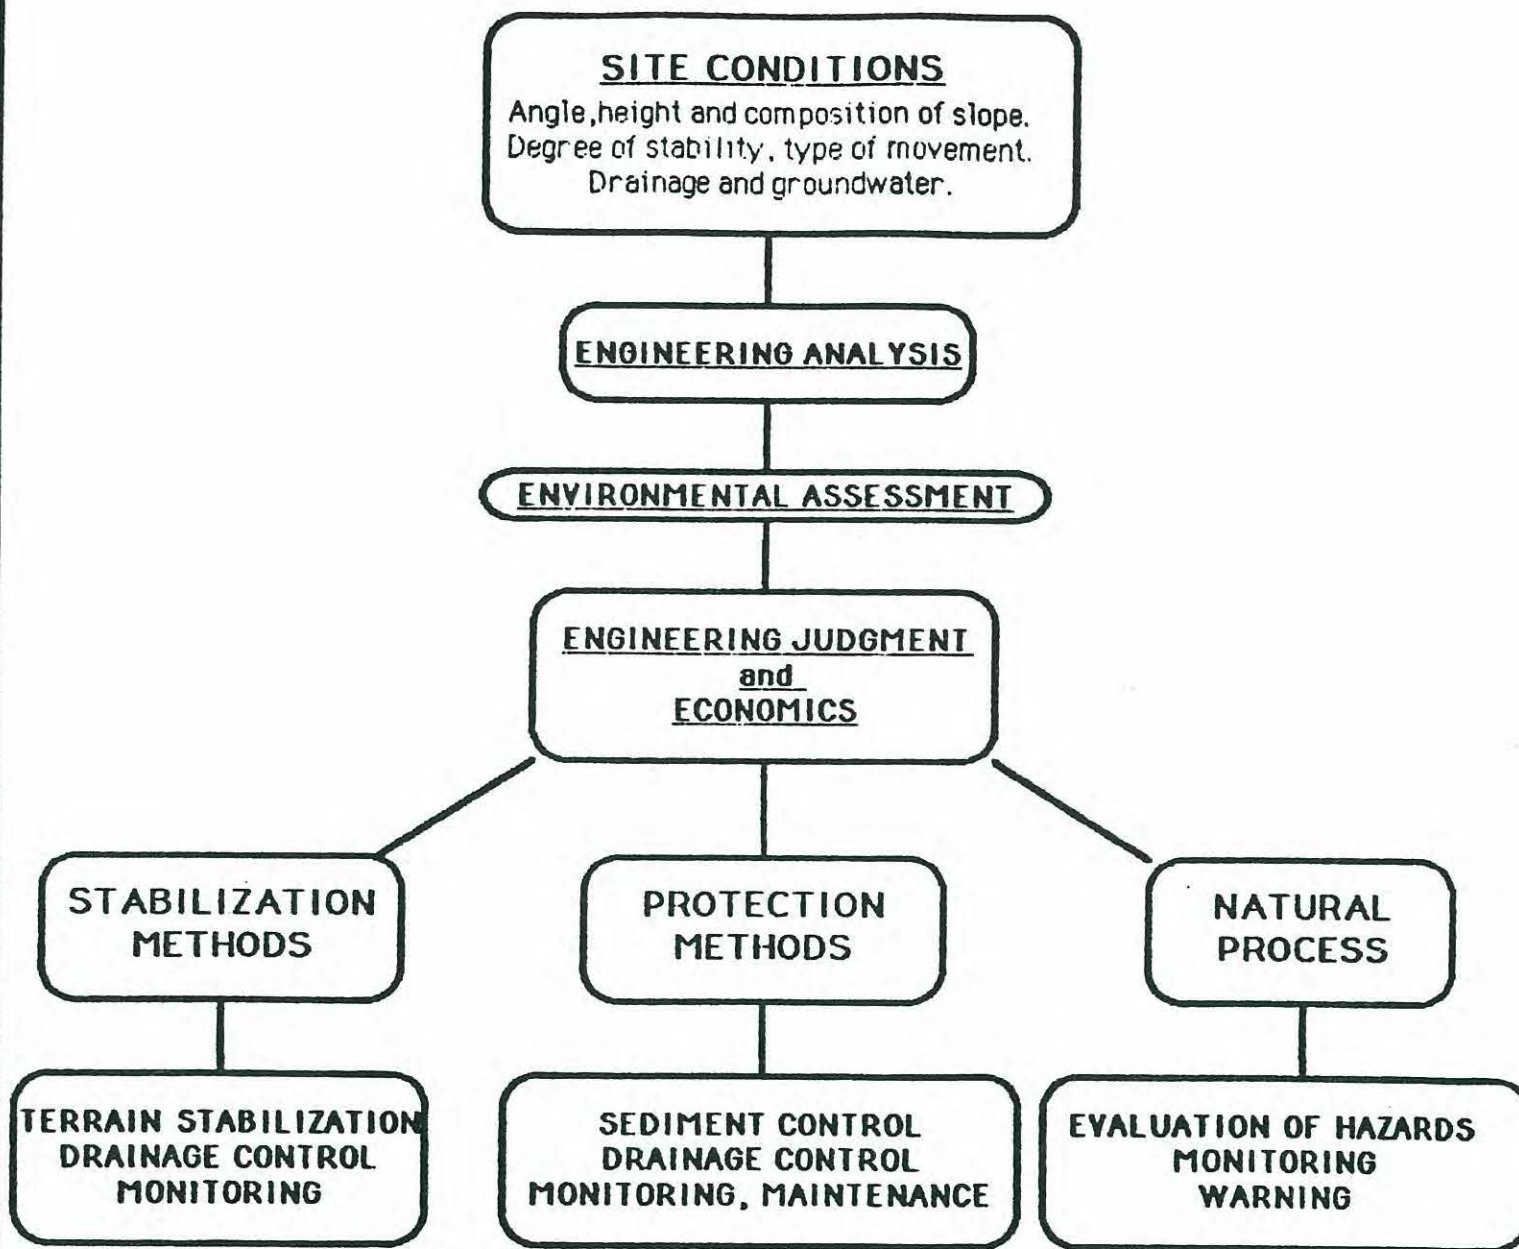 SITE CONDITIONS
Angle,height and composition of slope.
Degree of stability, type of movement.
Drainage and groundwater.
ENGINEERING ANALYSIS
ENVIRONMENTAL ASSESSMENT
ENGINEERING JUDGMENT
and
ECONOMICS
STABILIZATION
METHODS
PROTECTION
METHODS
NATURAL
PROCESS
TERRAIN STABILIZATION
DRAINAGE CONTROL
MONITORING
SEDIMENT CONTROL
DRAINAGE CONTROL
MONITORING, MAINTENANCE
EVALUATION OF HAZARDS
MONITORING
WARNING